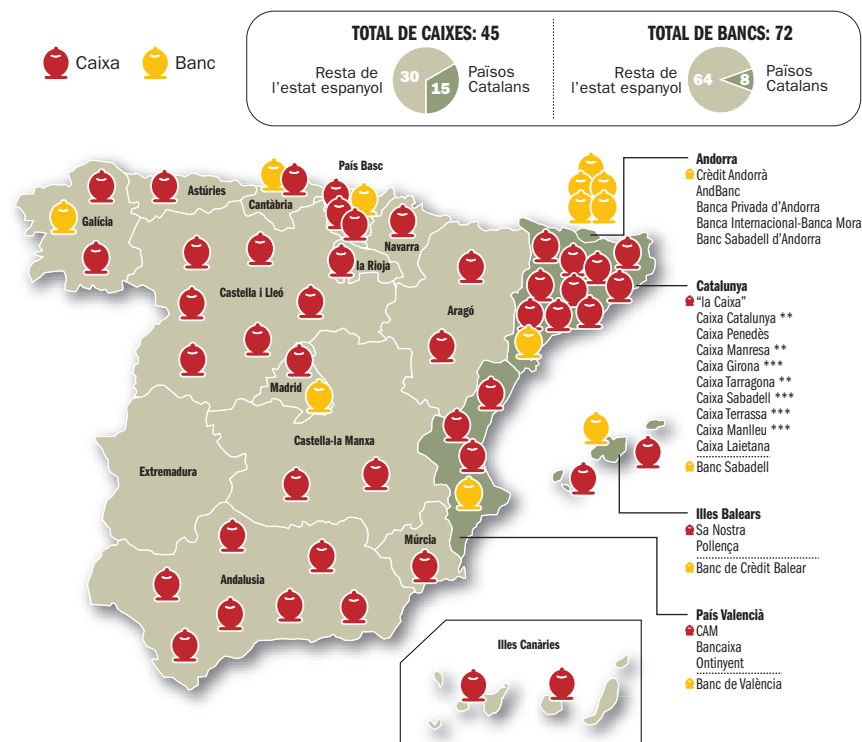 Caixa
Banc
TOTAL DE CAIXES: 45
Resta de
l'estat espanyol
30
15
Països
Catalans
TOTAL DE BANCS: 72
Resta de
l'estat espanyol
64
8
Països
Catalans
Galícia
Astúries
Cantàbria
País Basc
Navarra
la Rioja
Castella i Lleó
Aragó
Madrid
Castella-la Manxa
Extremadura
Múrcia
Andalusia
Illes Canàries
Andorra
Crèdit Andorrà
AndBanc
Banca Privada d'Andorra
Banca Internacional-Banca Mora
Banc Sabadell d'Andorra
Catalunya
"la Caixa"
Caixa Catalunya **
Caixa Penedès
Caixa Manresa **
Caixa Girona ***
Caixa Tarragona **
Caixa Sabadell ***
Caixa Terrassa ***
Caixa Manlleu ***
Caixa Laietana
Banc Sabadell
Illes Balears
Sa Nostra
Pollença
Banc de Crèdit Balear
País Valencià
CAM
Bancaixa
Ontinyent
Banc de València